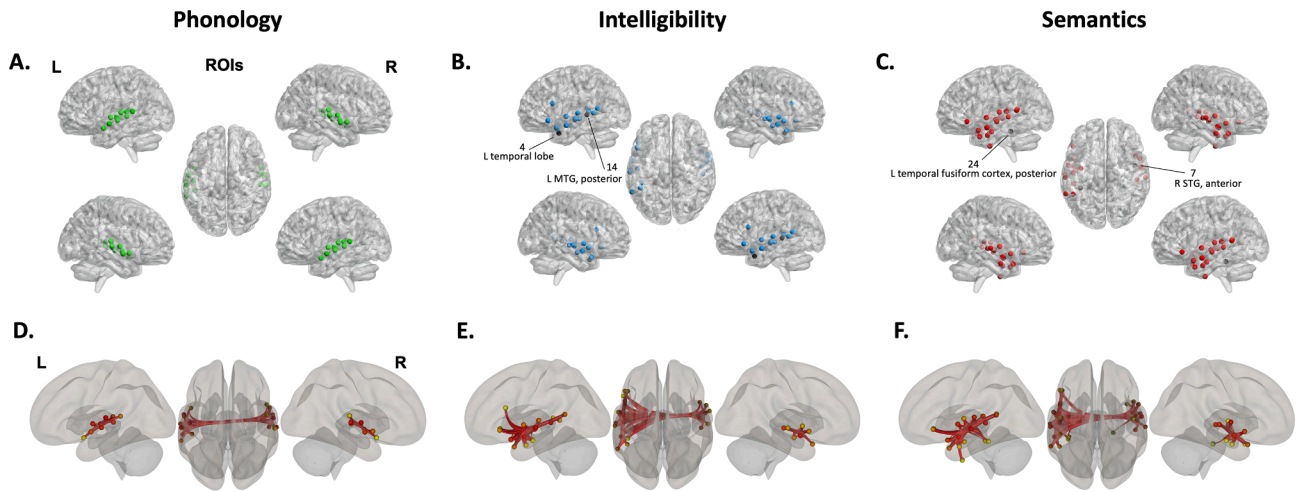 Phonology
Intelligibility
Semantics
A.
L
ROIs
R
B.
4
L temporal lobe
14
L MTG, posterior
C.
24
L temporal fusiform cortex, posterior
7
R STG, anterior
D.
L
R
E.
F.